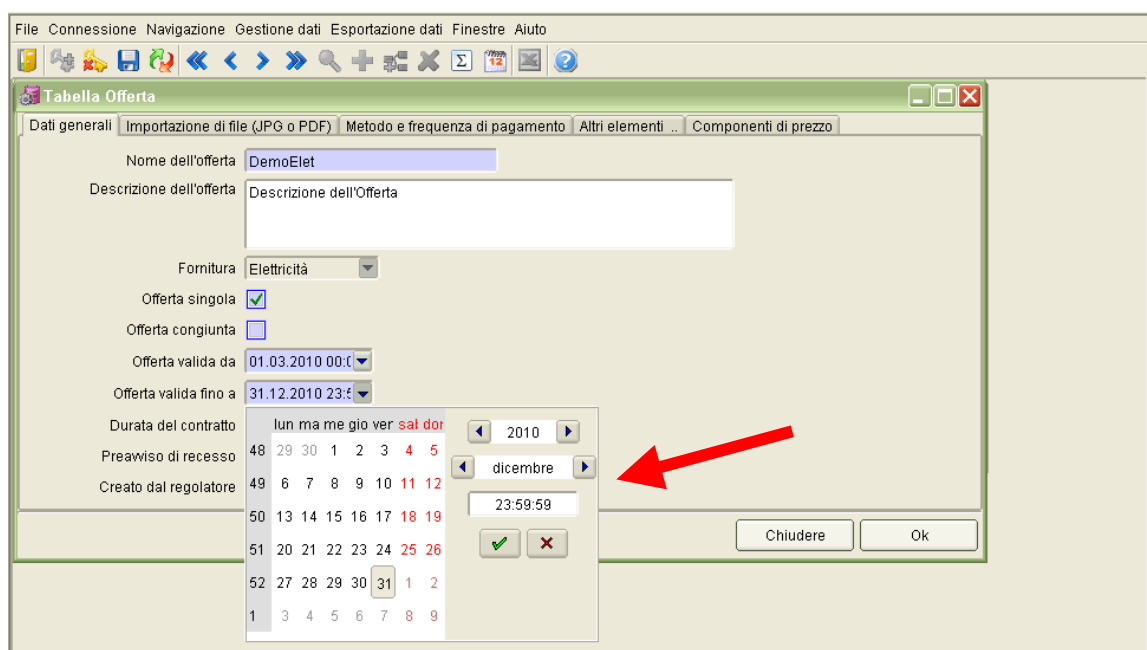 File Connessione Navigazione Gestione dati Esportazione dati Finestre Aiuto
12
Tabella Offerta
Dati generali Importazione di file (JPG o PDF) Metodo e frequenza di pagamento Altri elementi .. Componenti di prezzo
Nome dell'offerta DemoElet
Descrizione dell'offerta Descrizione dell'Offerta
Fornitura Elettricità
Offerta singola
Offerta congiunta
Offerta valida da 01.03.2010 00:0
Offerta valida fino a 31.12.2010 23:5
Durata del contratto
Preavviso di recesso
Creato dal regolatore
lun ma me gio ver sab dom
48 29 30 1 2 3 4 5
49 6 7 8 9 10 11 12
50 13 14 15 16 17 18 19
51 20 21 22 23 24 25 26
52 27 28 29 30 31 1 2
1 3 4 5 6 7 8 9
2010
dicembre
23:59:59
Chiudere Ok